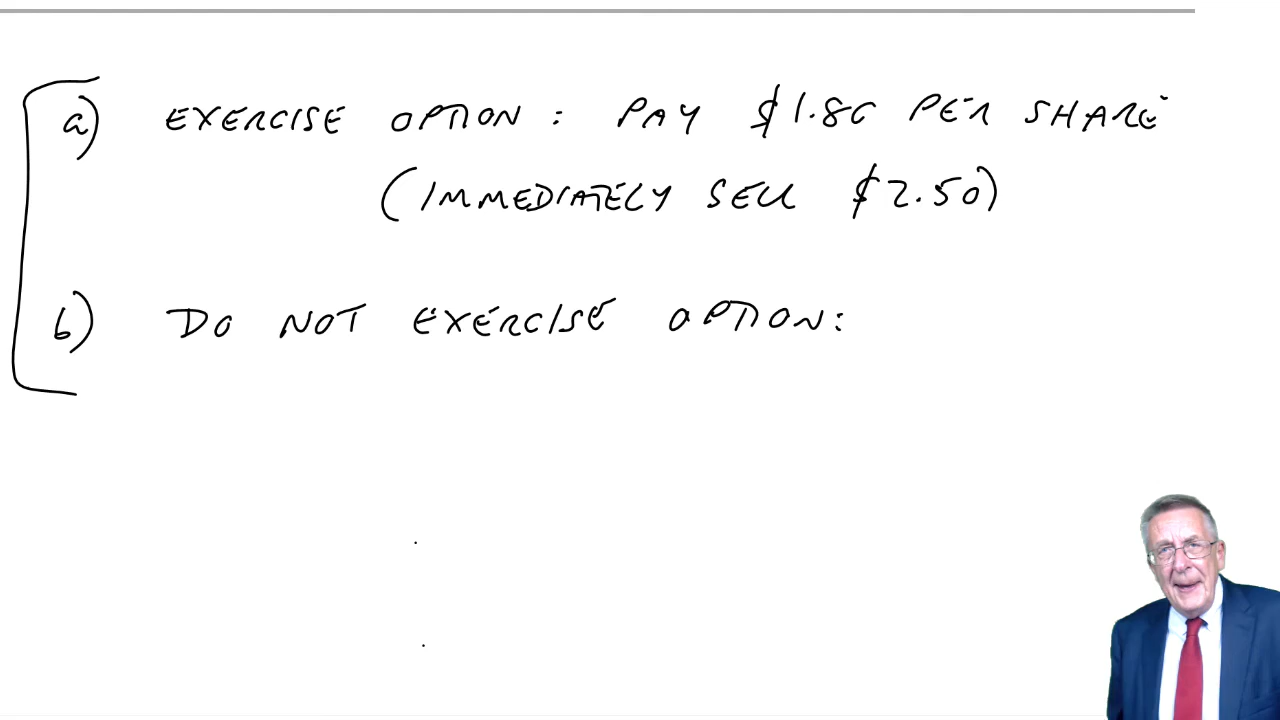 a) EXERCISE OPTION: PAY $1.80 PER SHARE
(IMMEDIATELY SELL $2.50)
b) DO NOT EXERCISE OPTION: